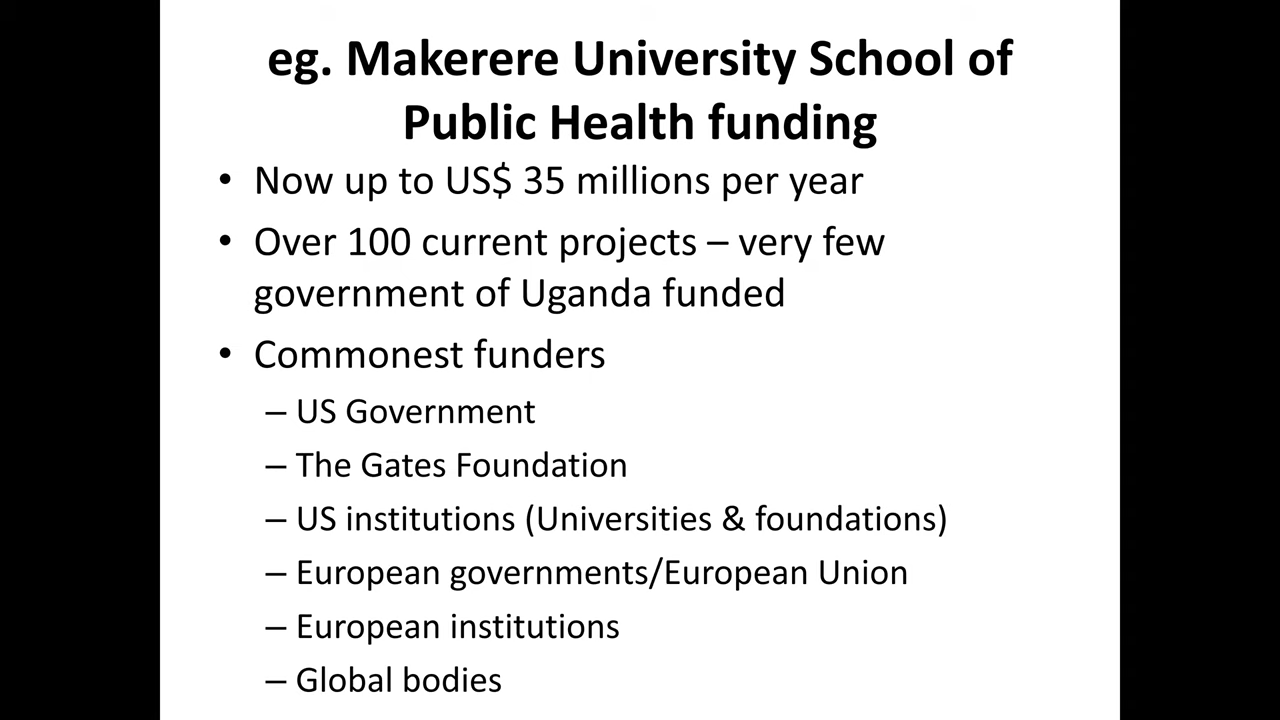 eg. Makerere University School of
Public Health funding
• Now up to US$ 35 millions per year
• Over 100 current projects – very few
government of Uganda funded
• Commonest funders
– US Government
– The Gates Foundation
– US institutions (Universities & foundations)
– European governments/European Union
– European institutions
– Global bodies